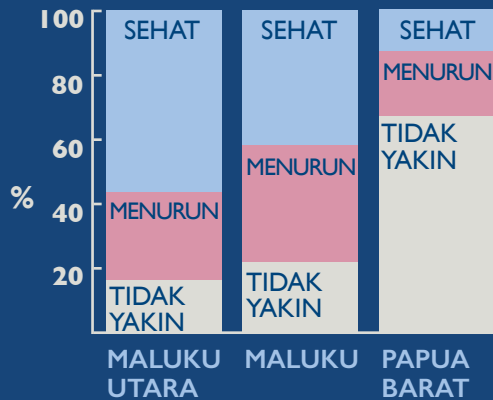 100
80
60
%
40
20
SEHAT
MENURUN
TIDAK
YAKIN
SEHAT
MENURUN
TIDAK
YAKIN
SEHAT
MENURUN
TIDAK
YAKIN
MALUKU
UTARA
MALUKU
PAPUA
BARAT